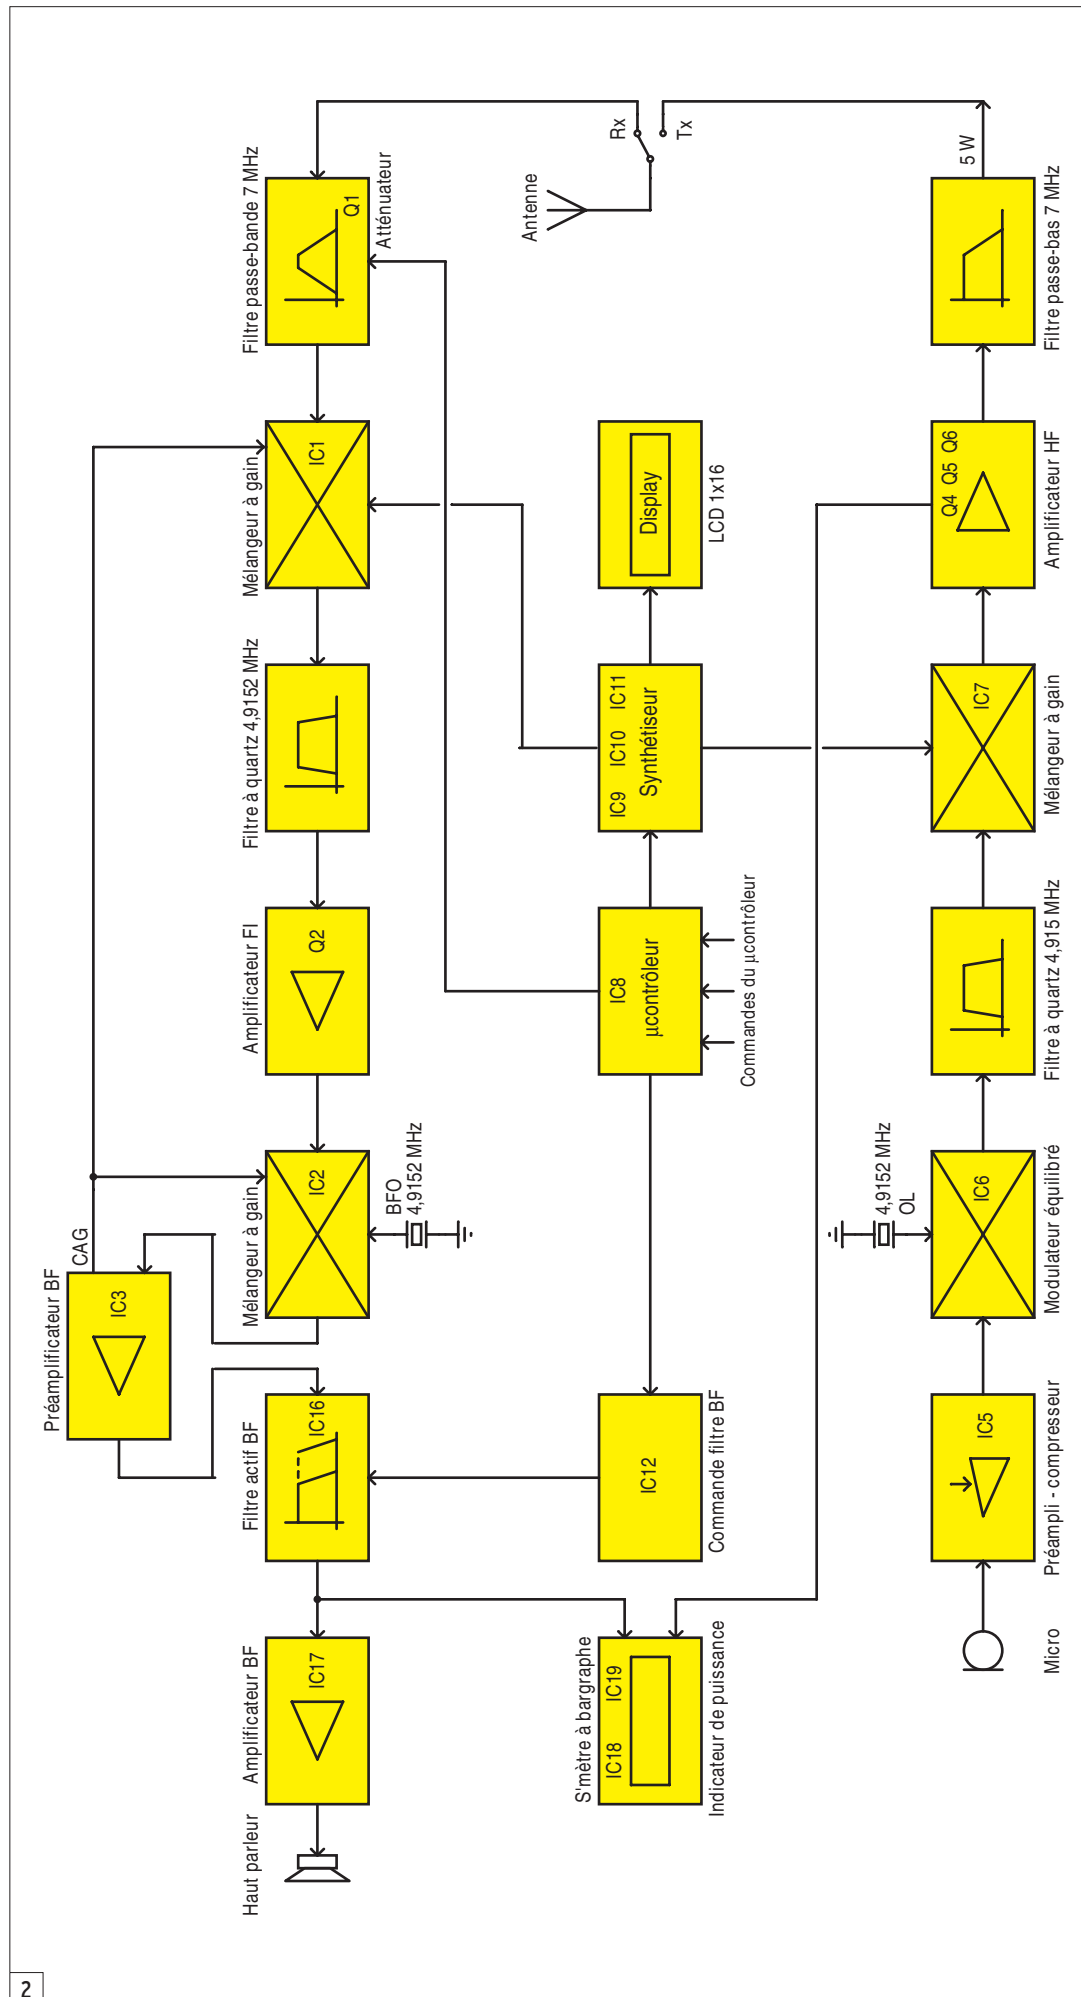 Haut parleur
Amplificateur BF
IC17
Filtre actif BF
IC16
Préamplificateur BF
IC3
CAG
Mélangeur à gain
IC2
BFO
4,9152 MHz
Amplificateur FI
Q2
Filtre à quartz 4,9152 MHz
Mélangeur à gain
IC1
Filtre passe-bande 7 MHz
Q1
Atténuateur
S'mètre à bargraphe
IC18 IC19
Indicateur de puissance
IC12
Commande filtre BF
IC8
µcontrôleur
Commandes du µcontrôleur
IC9 IC10 IC11
Synthétiseur
Display
LCD 1x16
Antenne
Rx
Tx
Micro
IC5
Préampli - compresseur
4,9152 MHz
OL
IC6
Modulateur équilibré
Filtre à quartz 4,915 MHz
IC7
Mélangeur à gain
Q4 Q5 Q6
Amplificateur HF
Filtre passe-bas 7 MHz
5 W
2